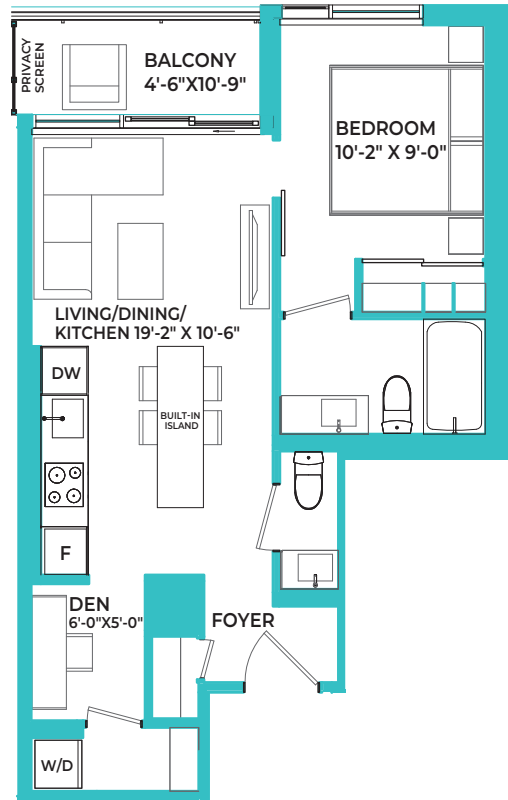 PRIVACY
SCREEN
BALCONY
4'-6"X10'-9"
BEDROOM
10'-2" X 9'-0"
LIVING/DINING/
KITCHEN 19'-2" X 10'-6"
DW
BUILT-IN
ISLAND
F
DEN
6'-0"X5'-0"
FOYER
W/D